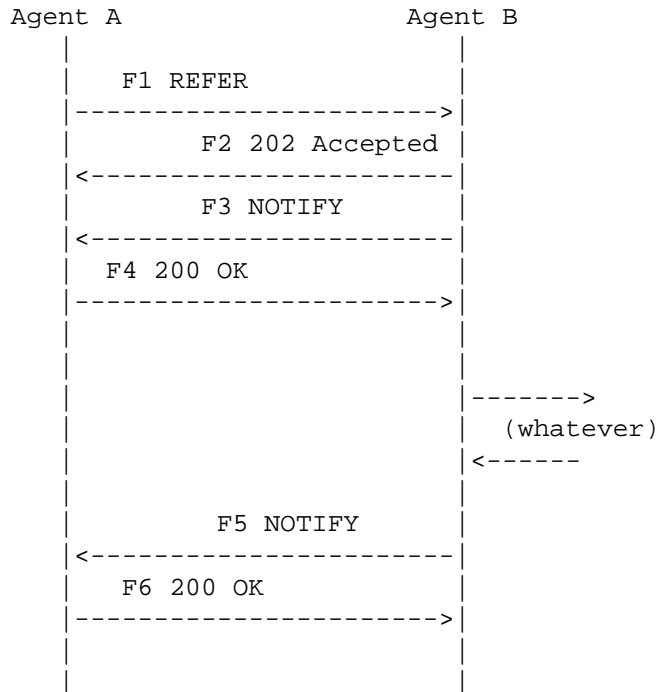 Agent A Agent B
F1 REFER
F2 202 Accepted
F3 NOTIFY
F4 200 OK
(whatever)
F5 NOTIFY
F6 200 OK